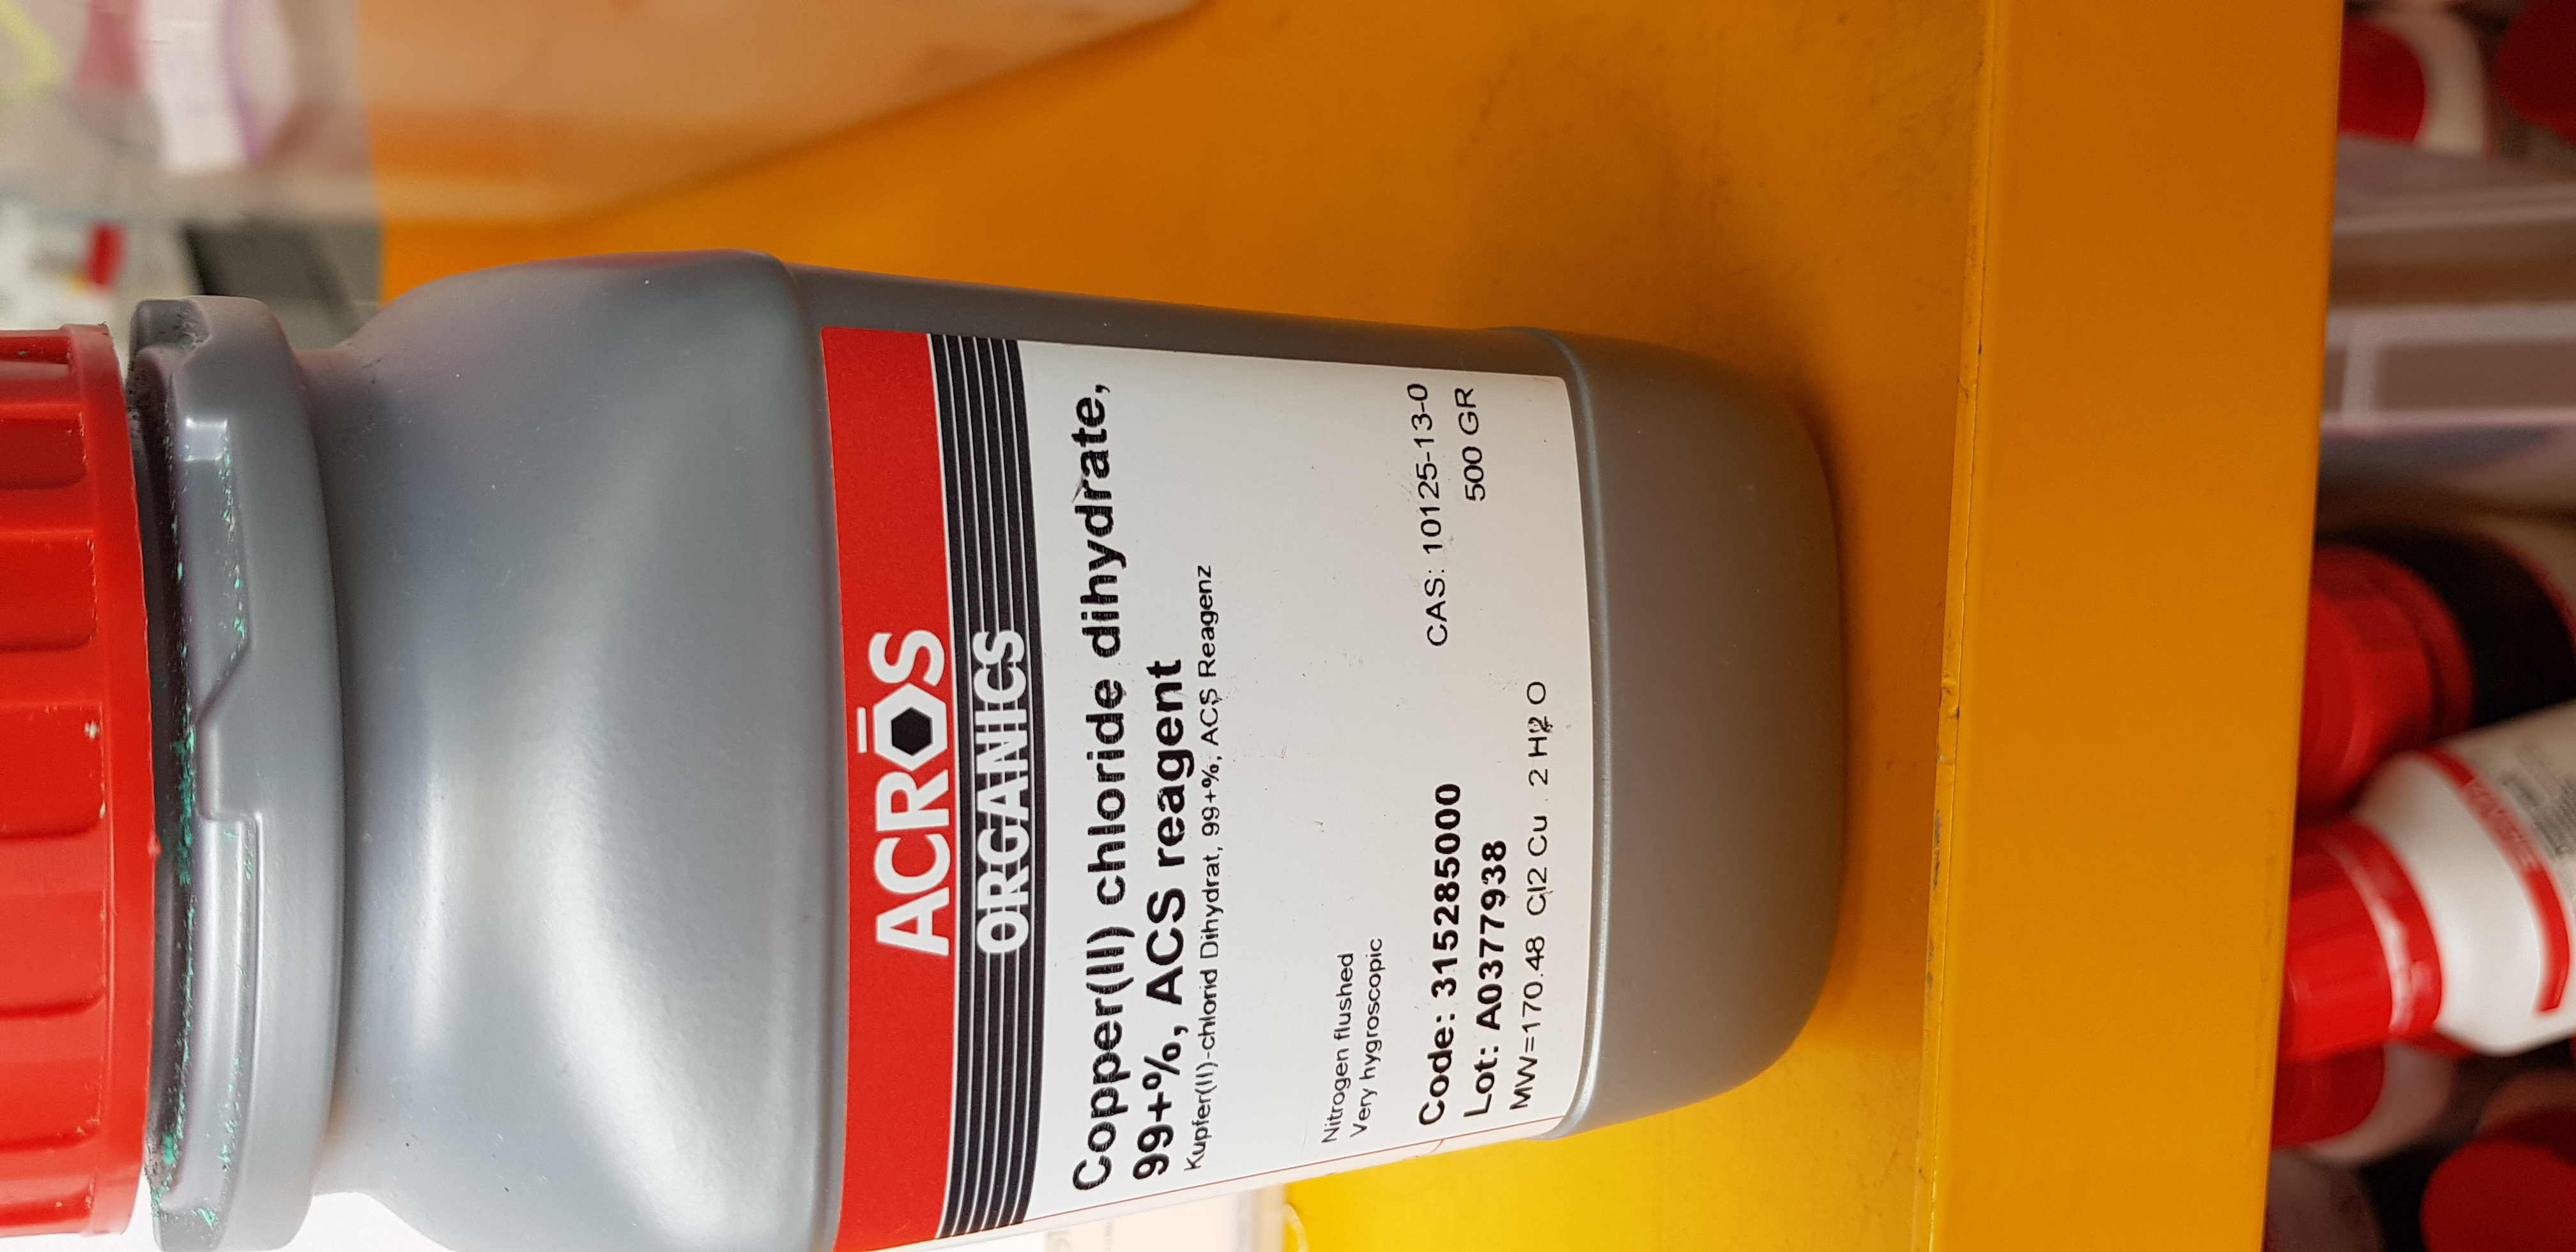 ACROS
ORGANICS
Copper(II) chloride dihydrate,
99+%, ACS reagent
Kupfer(II)-chlorid Dihydrat, 99+%, ACS Reagenz
Nitrogen flushed
Very hygroscopic
Code: 315285000 CAS: 10125-13-0
Lot: A0377938 500 GR
MW=170.48 Cl2 Cu . 2 H2 O